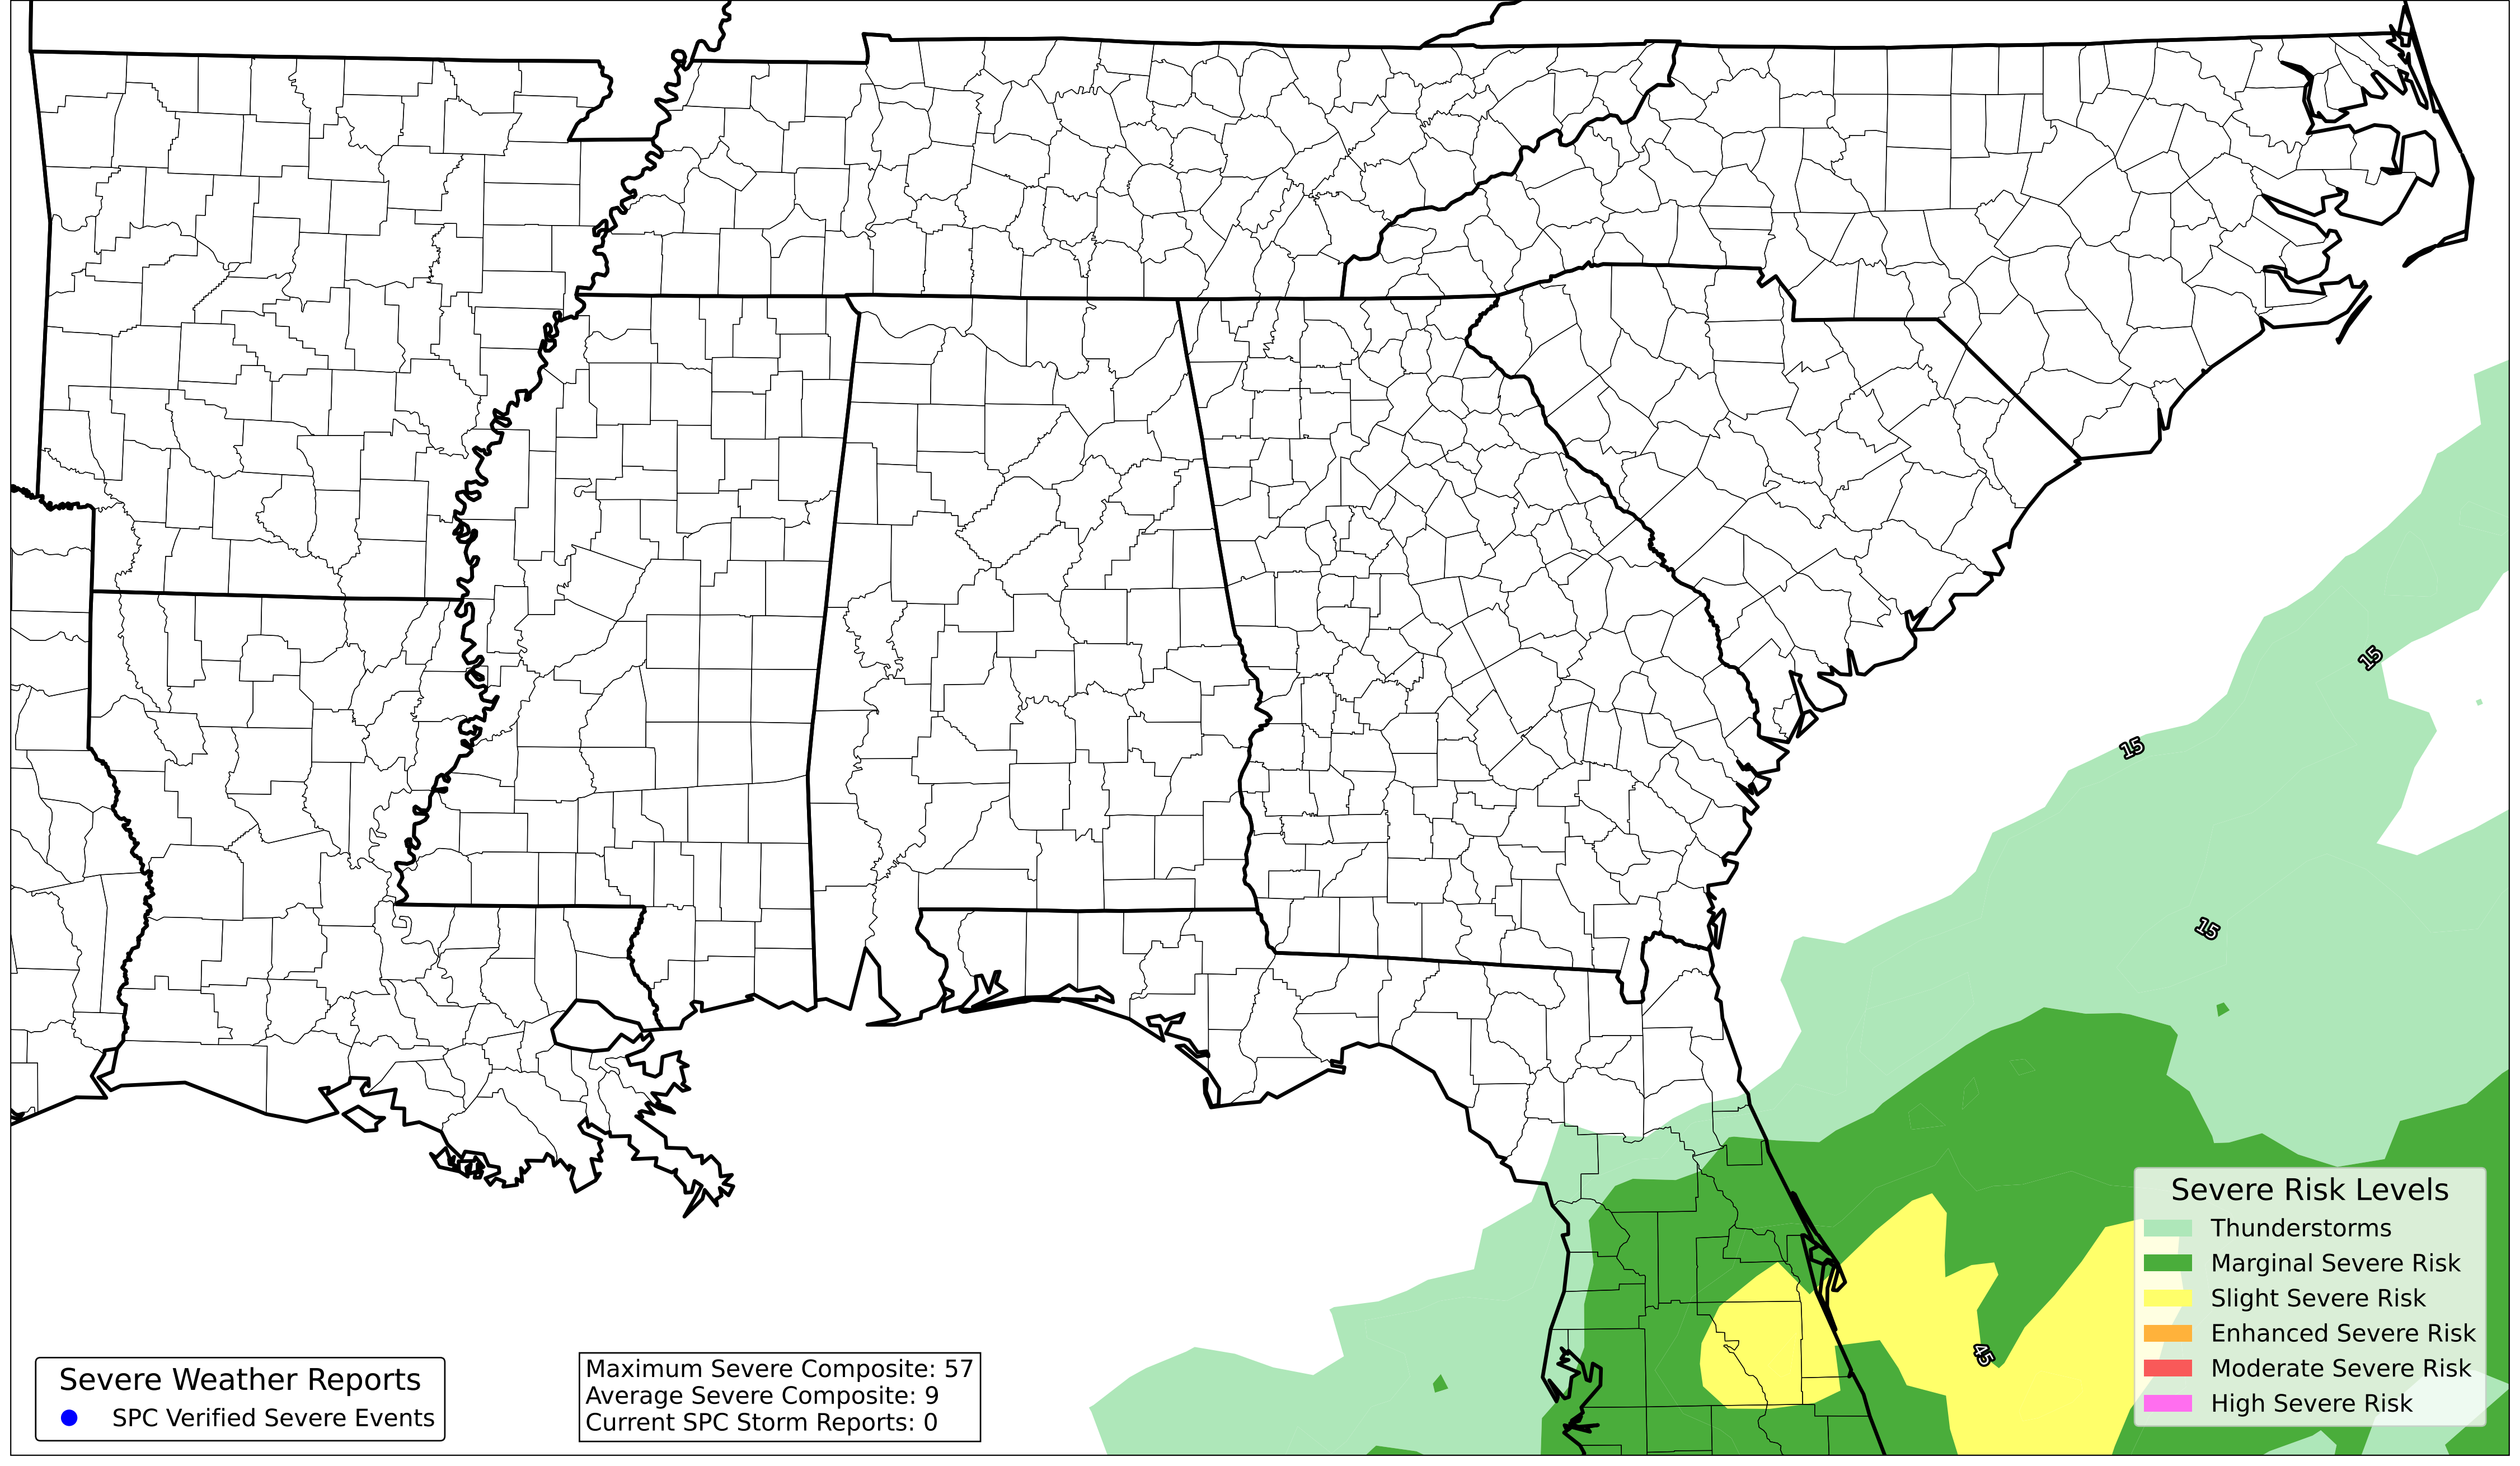 15
15
15
45
Severe Risk Levels
Thunderstorms
Marginal Severe Risk
Slight Severe Risk
Enhanced Severe Risk
Moderate Severe Risk
High Severe Risk
Severe Weather Reports
SPC Verified Severe Events
Maximum Severe Composite: 57
Average Severe Composite: 9
Current SPC Storm Reports: 0